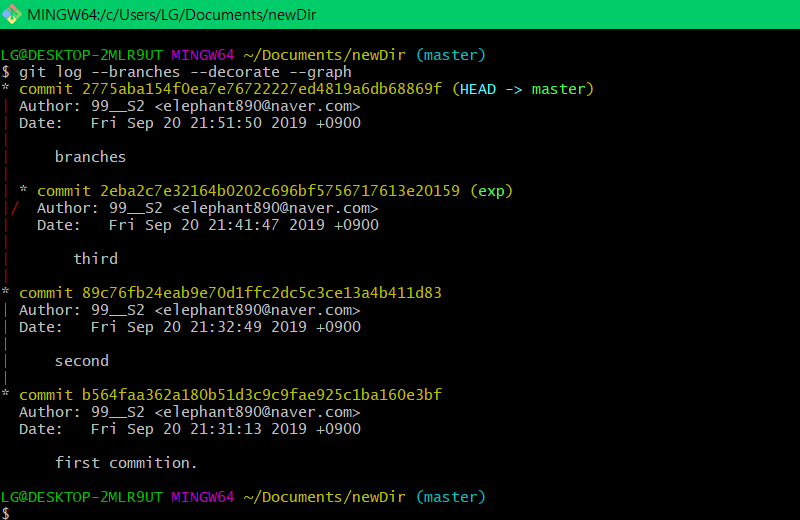 MINGW64:/c/Users/LG/Documents/newDir
LG@DESKTOP-2MLR9UT MINGW64 ~/Documents/newDir (master)
$ git log --branches --decorate --graph
* commit 2775aba154f0ea7e76722227ed4819a6db68869f (HEAD -> master)
| Author: 99__S2 <elephant890@naver.com>
| Date:   Fri Sep 20 21:51:50 2019 +0900
|
|     branches
|
| * commit 2eba2c7e32164b0202c696bf5756717613e20159 (exp)
|/  Author: 99__S2 <elephant890@naver.com>
|   Date:   Fri Sep 20 21:41:47 2019 +0900
|
|       third
|
* commit 89c76fb24eab9e70d1ffc2dc5c3ce13a4b411d83
| Author: 99__S2 <elephant890@naver.com>
| Date:   Fri Sep 20 21:32:49 2019 +0900
|
|     second
|
* commit b564faa362a180b51d3c9c9fae925c1ba160e3bf
  Author: 99__S2 <elephant890@naver.com>
  Date:   Fri Sep 20 21:31:13 2019 +0900

      first commition.

LG@DESKTOP-2MLR9UT MINGW64 ~/Documents/newDir (master)
$